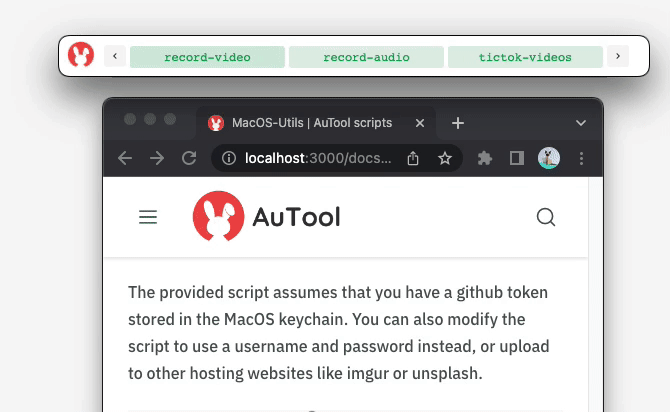 record-video record-audio tictok-videos
MacOS-Utils | AuTool scripts
localhost:3000/docs...
AuTool
The provided script assumes that you have a github token
stored in the MacOS keychain. You can also modify the
script to use a username and password instead, or upload
to other hosting websites like imgur or unsplash.